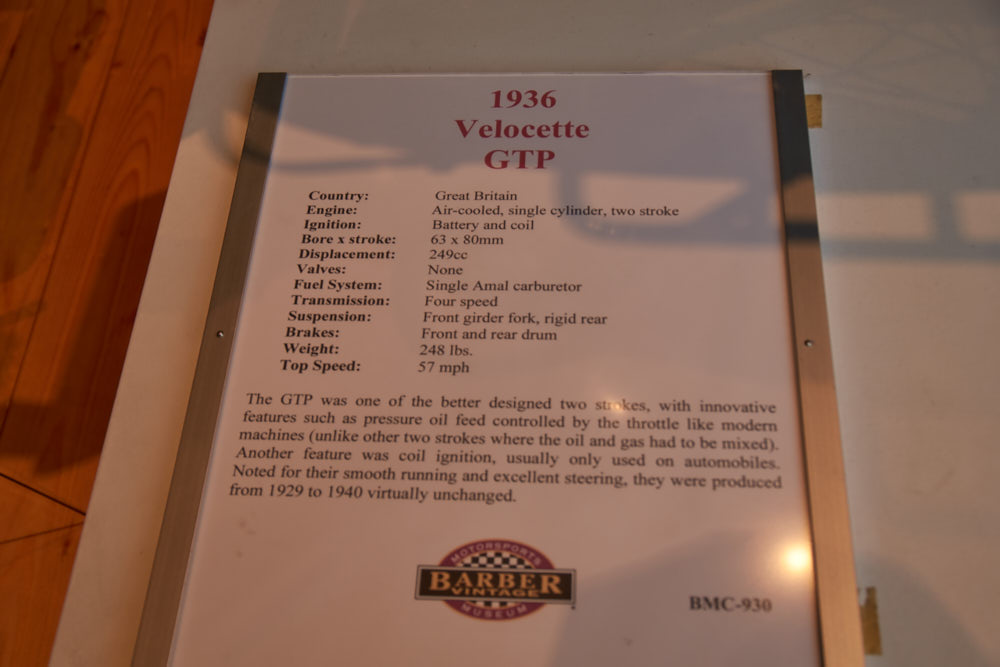 1936
Velocette
GTP
Country: Great Britain
Engine: Air-cooled, single cylinder, two stroke
Ignition: Battery and coil
Bore x stroke: 63 x 80mm
Displacement: 249cc
Valves: None
Fuel System: Single Amal carburetor
Transmission: Four speed
Suspension: Front girder fork, rigid rear
Brakes: Front and rear drum
Weight: 248 lbs.
Top Speed: 57 mph
The GTP was one of the better designed two strokes, with innovative
features such as pressure oil feed controlled by the throttle like modern
machines (unlike other two strokes where the oil and gas had to be mixed).
Another feature was coil ignition, usually only used on automobiles.
Noted for their smooth running and excellent steering, they were produced
from 1929 to 1940 virtually unchanged.
MOTORSPORTS
BARBER
VINTAGE
MUSEUM
BMC-930